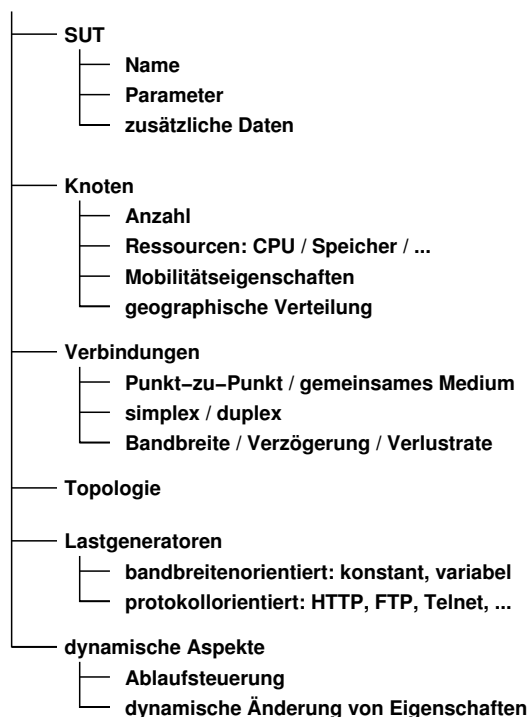 SUT
Name
Parameter
zusätzliche Daten
Knoten
Anzahl
Ressourcen: CPU / Speicher / ...
Mobilitätseigenschaften
geographische Verteilung
Verbindungen
Punkt−zu−Punkt / gemeinsames Medium
simplex / duplex
Bandbreite / Verzögerung / Verlustrate
Topologie
Lastgeneratoren
bandbreitenorientiert: konstant, variabel
protokollorientiert: HTTP, FTP, Telnet, ...
dynamische Aspekte
Ablaufsteuerung
dynamische Änderung von Eigenschaften